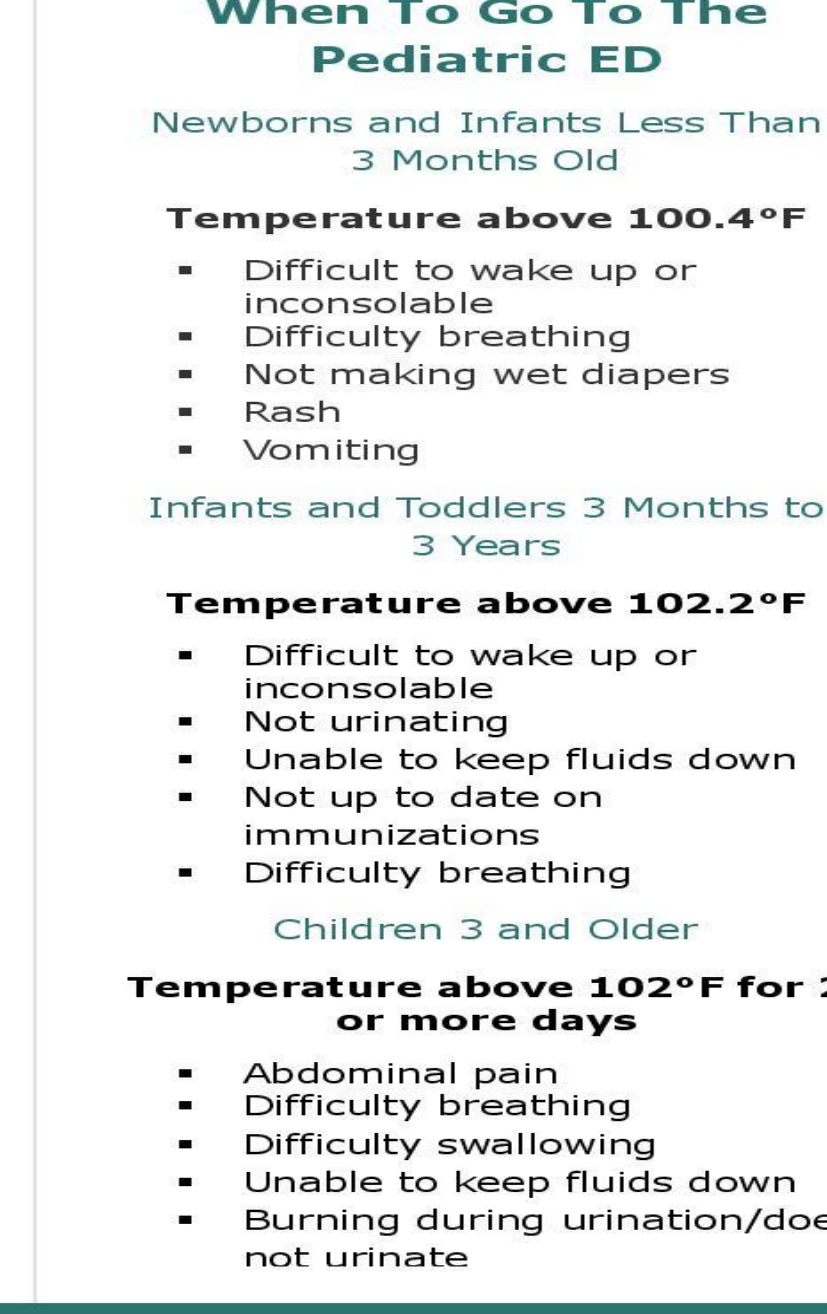 When To Go To The
Pediatric ED
Newborns and Infants Less Than
3 Months Old
Temperature above 100.4°F
▪ Difficult to wake up or
inconsolable
▪ Difficulty breathing
▪ Not making wet diapers
▪ Rash
▪ Vomiting
Infants and Toddlers 3 Months to
3 Years
Temperature above 102.2°F
▪ Difficult to wake up or
inconsolable
▪ Not urinating
▪ Unable to keep fluids down
▪ Not up to date on
immunizations
▪ Difficulty breathing
Children 3 and Older
Temperature above 102°F for
or more days
▪ Abdominal pain
▪ Difficulty breathing
▪ Difficulty swallowing
▪ Unable to keep fluids down
▪ Burning during urination/doe
not urinate